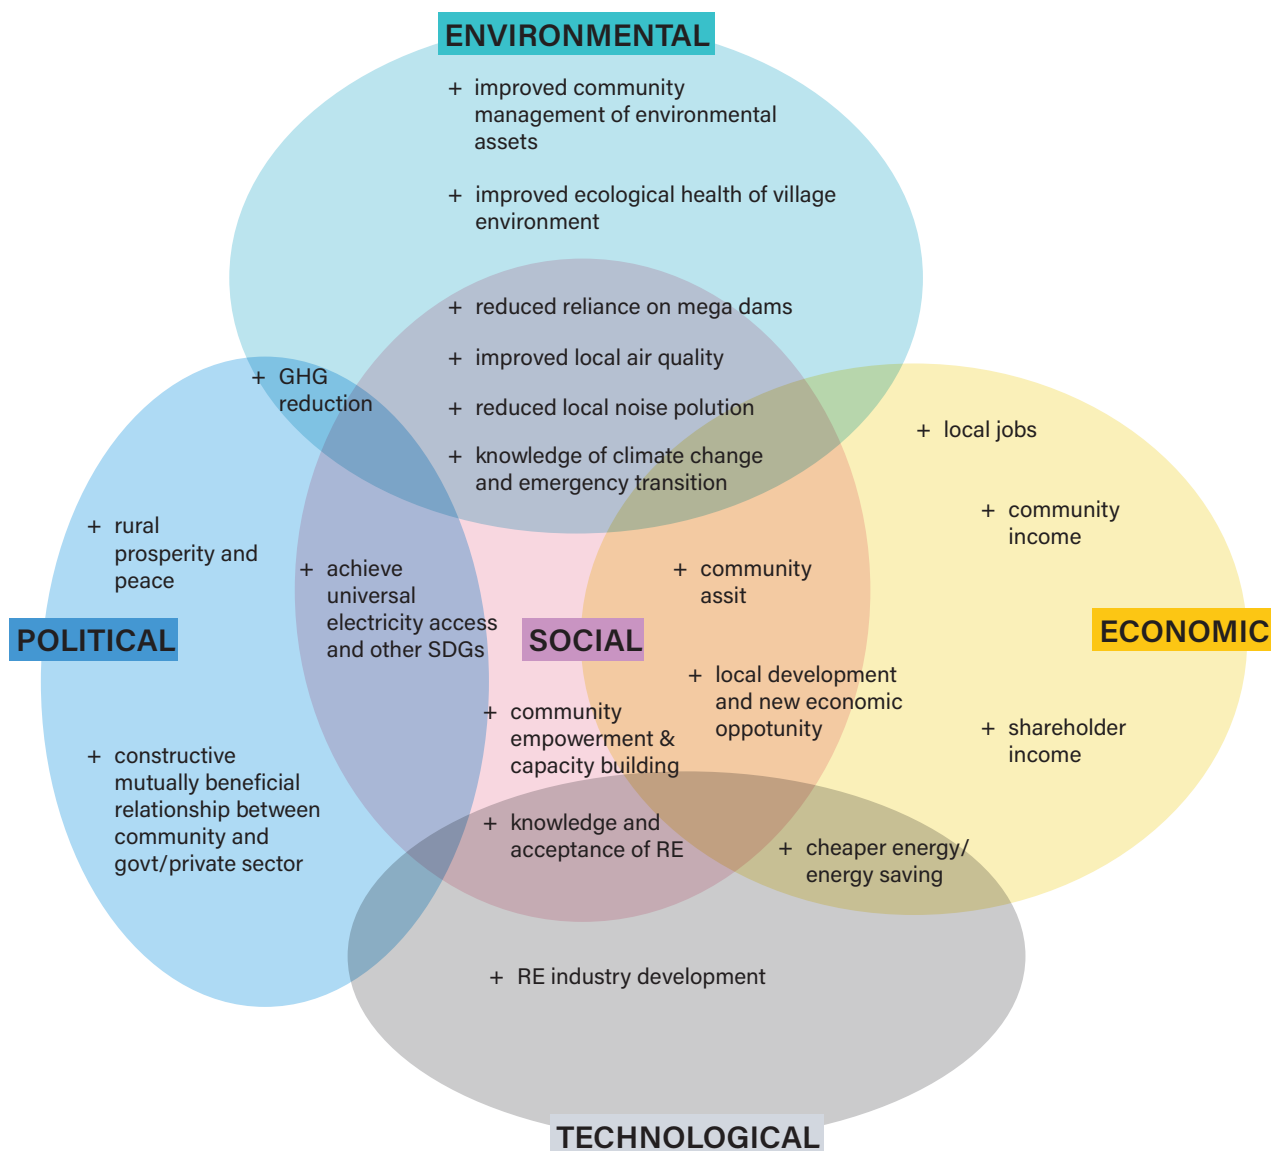 ENVIRONMENTAL
+ improved community
management of environmental
assets
+ improved ecological health of village
environment
+ reduced reliance on mega dams
+ improved local air quality
+ reduced local noise polution
+ knowledge of climate change
and emergency transition
+ GHG
reduction
+ rural
prosperity and
peace
POLITICAL
+ constructive
mutually beneficial
relationship between
community and
govt/private sector
+ achieve
universal
electricity access
and other SDGs
SOCIAL
+ community
empowerment &
capacity building
+ knowledge and
acceptance of RE
+ community
assit
+ local development
and new economic
oppotunity
+ local jobs
+ community
income
ECONOMIC
+ shareholder
income
+ cheaper energy/
energy saving
+ RE industry development
TECHNOLOGICAL